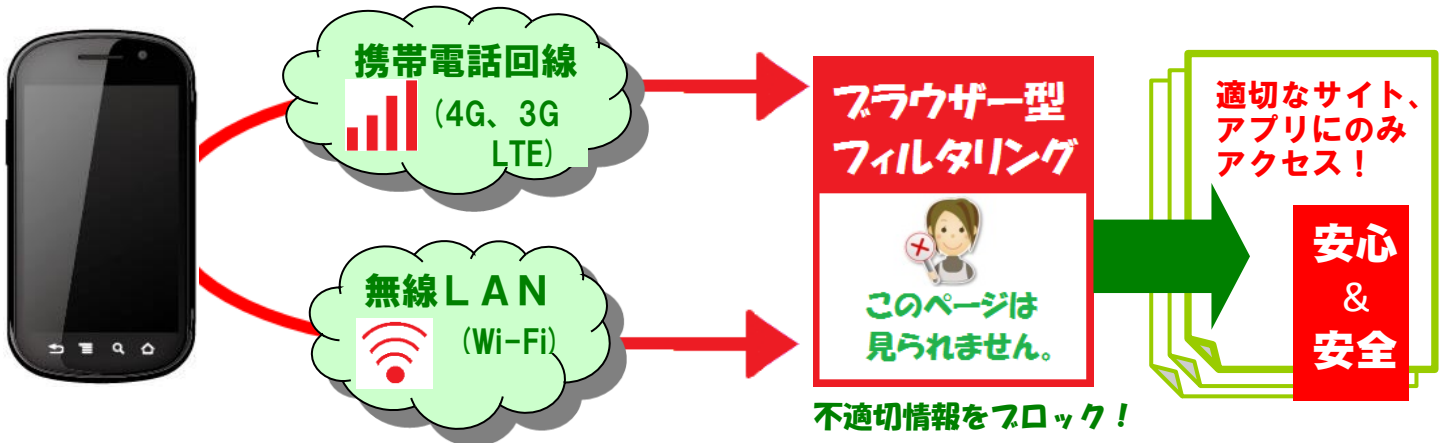 携帯電話回線
(4G、3G
LTE)
無線LAN
(Wi-Fi)
ブラウザー型
フィルタリング
このページは
見られません。
不適切情報をブロック!
適切なサイト、
アプリにのみ
アクセス!
安心
&
安全